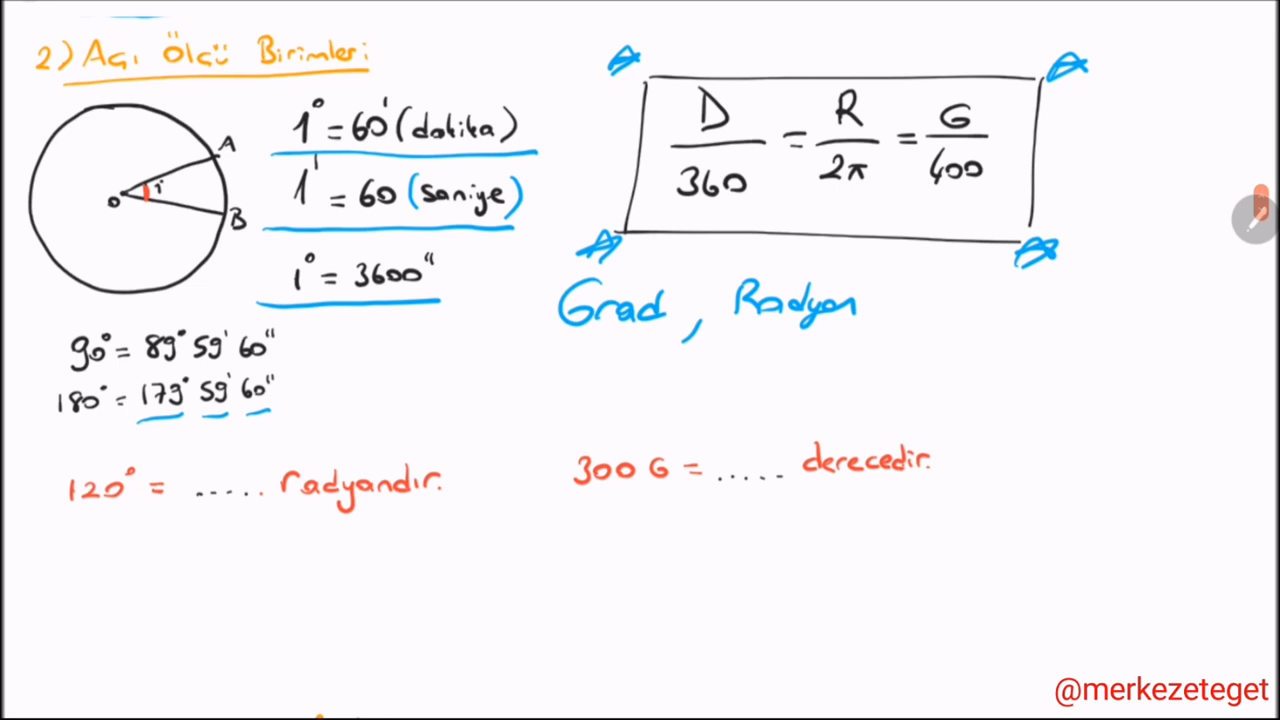 2) Açı Ölçü Birimleri
A
O
1°
B
1° = 60' (dakika)
1' = 60 (saniye)
1° = 3600"
90° = 89° 59' 60"
180° = 179° 59' 60"
D/360 = R/2π = G/400
Grad, Radyan
120° = ...... radyandır.
300 G = ...... derecedir.
@merkezeteget